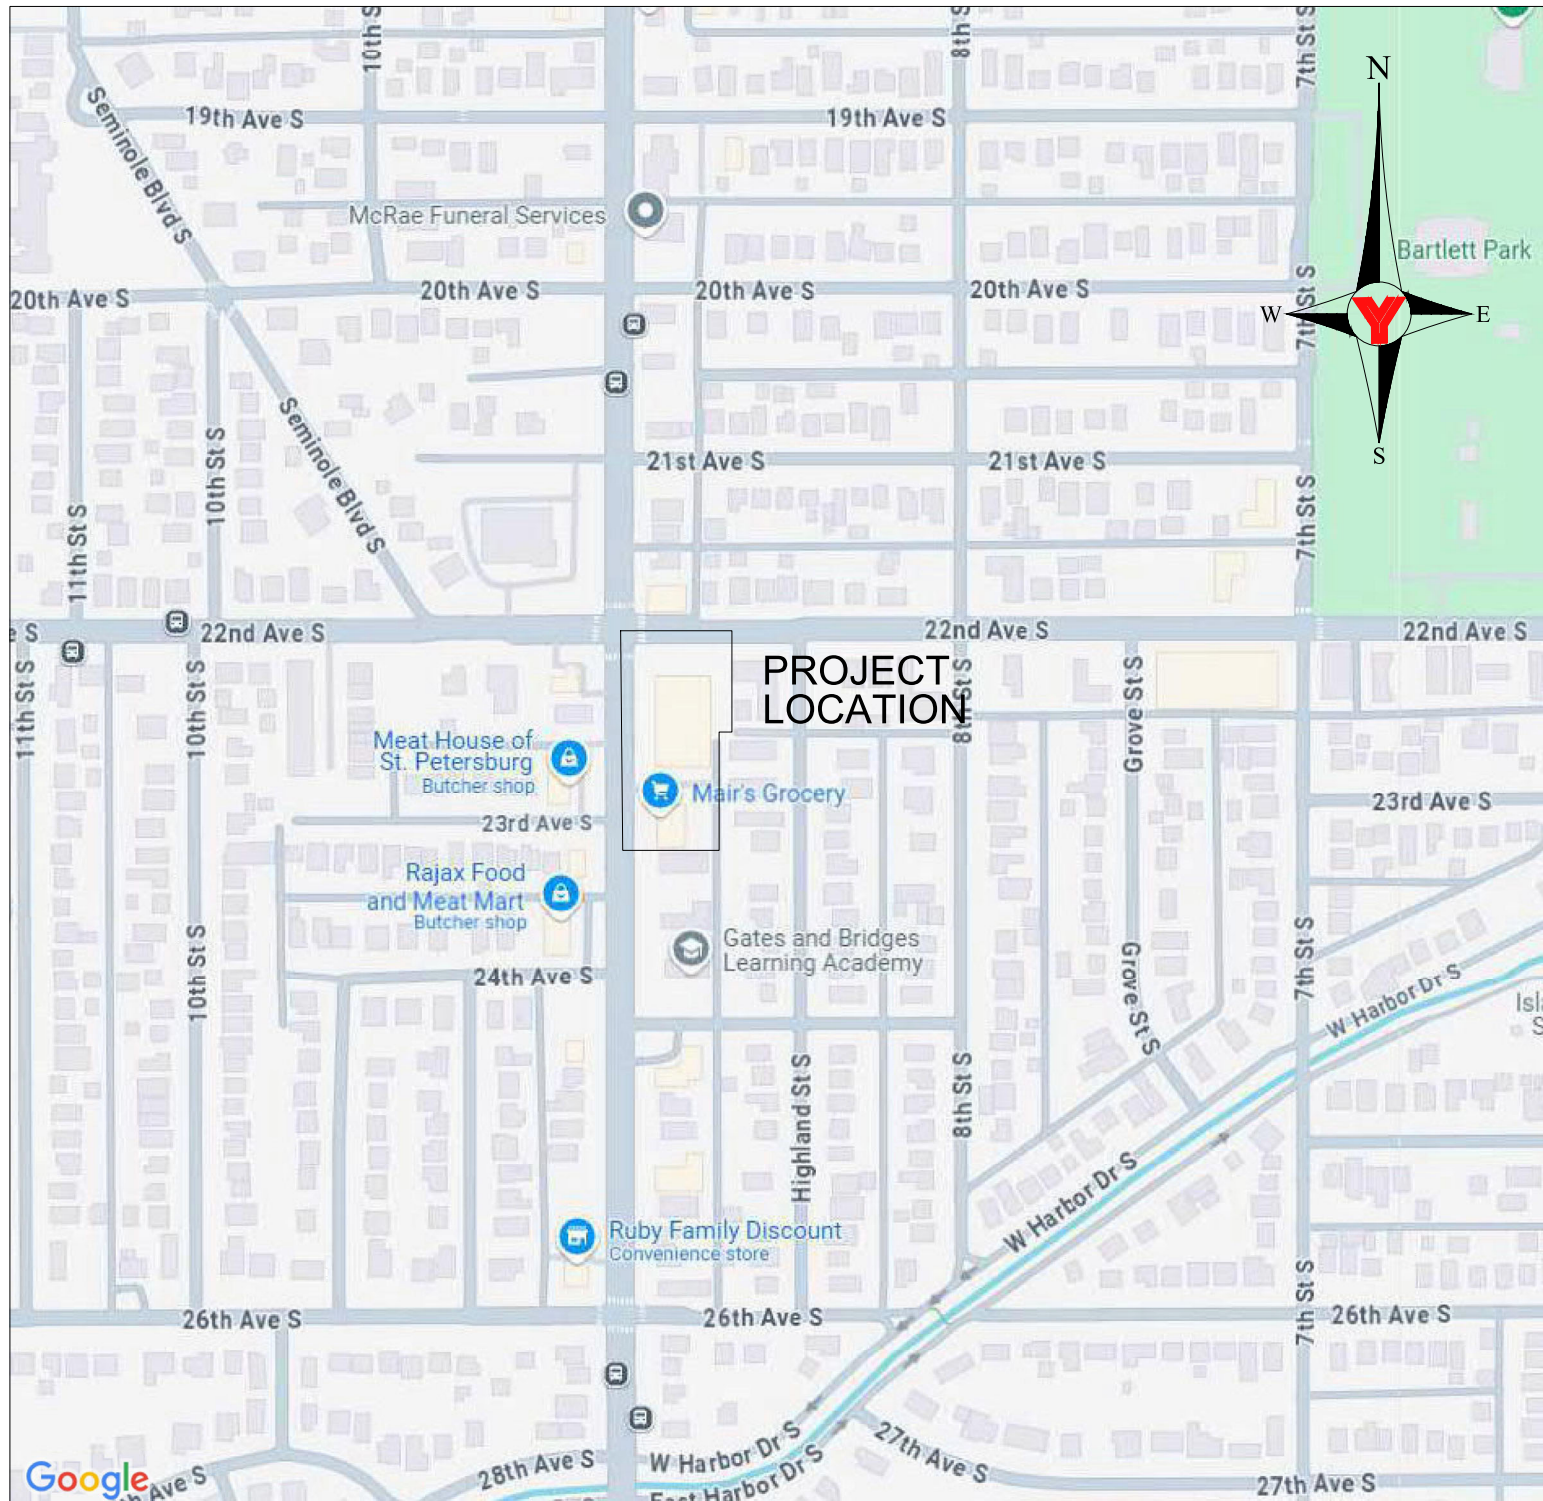 10th S
8th S
7th St S
N
Seminole Blvd S
19th Ave S
19th Ave S
McRae Funeral Services
Bartlett Park
20th Ave S
20th Ave S
20th Ave S
20th Ave S
7th St S
W
Y
E
S
Seminole Blvd S
10th St S
21st Ave S
21st Ave S
11th St S
7th St S
e S
22nd Ave S
22nd Ave S
22nd Ave S
11th St S
10th St S
PROJECT
LOCATION
8th St S
Grove St S
Meat House of
St. Petersburg
Butcher shop
Mair's Grocery
23rd Ave S
23rd Ave S
Rajax Food
and Meat Mart
Butcher shop
Gates and Bridges
Learning Academy
10th St S
24th Ave S
Grove St S
7th St S
W Harbor Dr S
Isla
S
Highland St S
8th St S
W Harbor Dr S
Ruby Family Discount
Convenience store
26th Ave S
26th Ave S
7th St S
26th Ave S
28th Ave S
W Harbor Dr S
East Harbor Dr S
27th Ave S
27th Ave S
Google
th Ave S